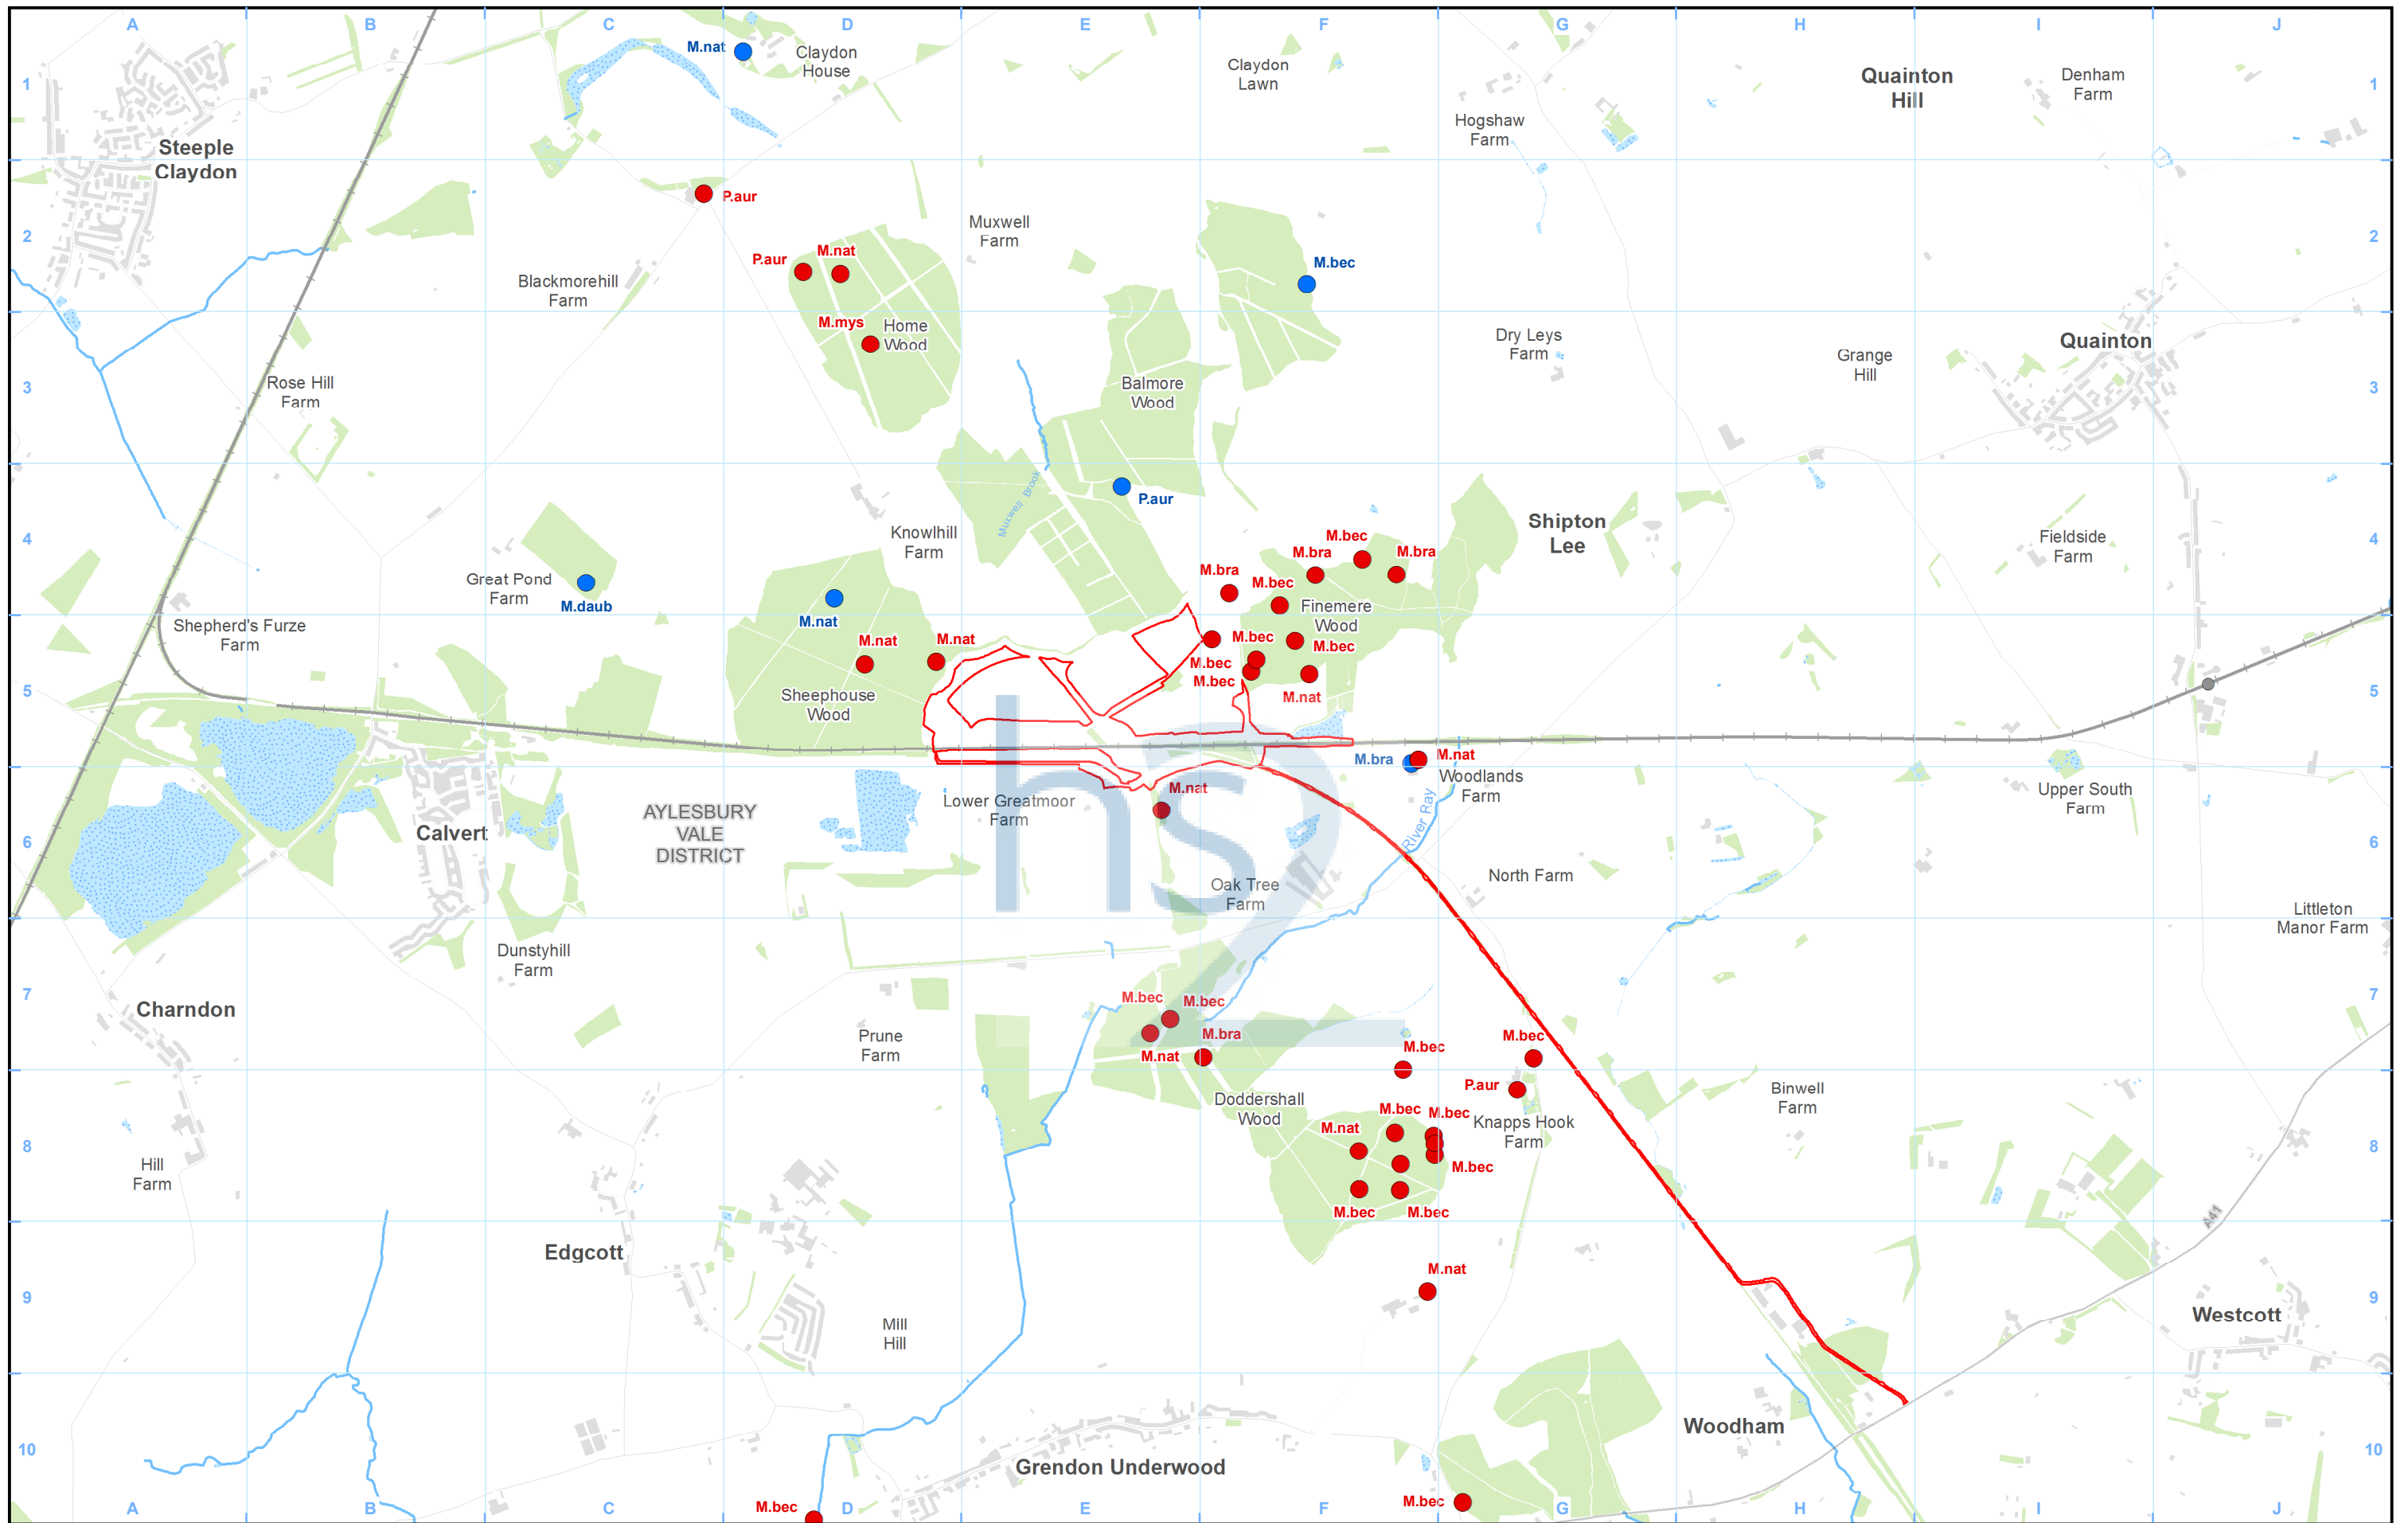 A B C D E F G H I J
M.nat
Claydon
House
Claydon
Lawn
Quainton
Hill
Denham
Farm
1 1
Hogshaw
Farm
Steeple
Claydon
P.aur
Muxwell
Farm
2 2
P.aur
M.nat
M.bec
Blackmorehill
Farm
M.mys
Home
Wood
Dry Leys
Farm
Quainton
Grange
Hill
Rose Hill
Farm
Balmore
Wood
3 3
Muxwell Brook
P.aur
Knowlhill
Farm
Shipton
Lee
4 4
Fieldside
Farm
M.bec
M.bra
M.bra
M.bra
M.bec
Great Pond
Farm
M.daub
M.nat
Finemere
Wood
Shepherd's Furze
Farm
M.nat
M.nat
M.bec
M.bec
M.bec
M.bec
M.nat
5 5
Sheephouse
Wood
M.bra
M.nat
Woodlands
Farm
M.nat
Lower Greatmoor
Farm
Upper South
Farm
AYLESBURY
VALE
DISTRICT
Calvert
River Ray
6 6
hs2
Oak Tree
Farm
North Farm
Littleton
Manor Farm
Dunstyhill
Farm
7 7
M.bec
M.bec
Charndon
Prune
Farm
M.bra
M.nat
M.bec
M.bec
P.aur
Binwell
Farm
Doddershall
Wood
M.bec
M.bec
Knapps Hook
Farm
M.nat
8 8
Hill
Farm
M.bec
M.bec
M.bec
A41
Edgcott
M.nat
9 9
Mill
Hill
Westcott
Woodham
10 10
Grendon Underwood
M.bec
M.bec
A B C D E F G H I J